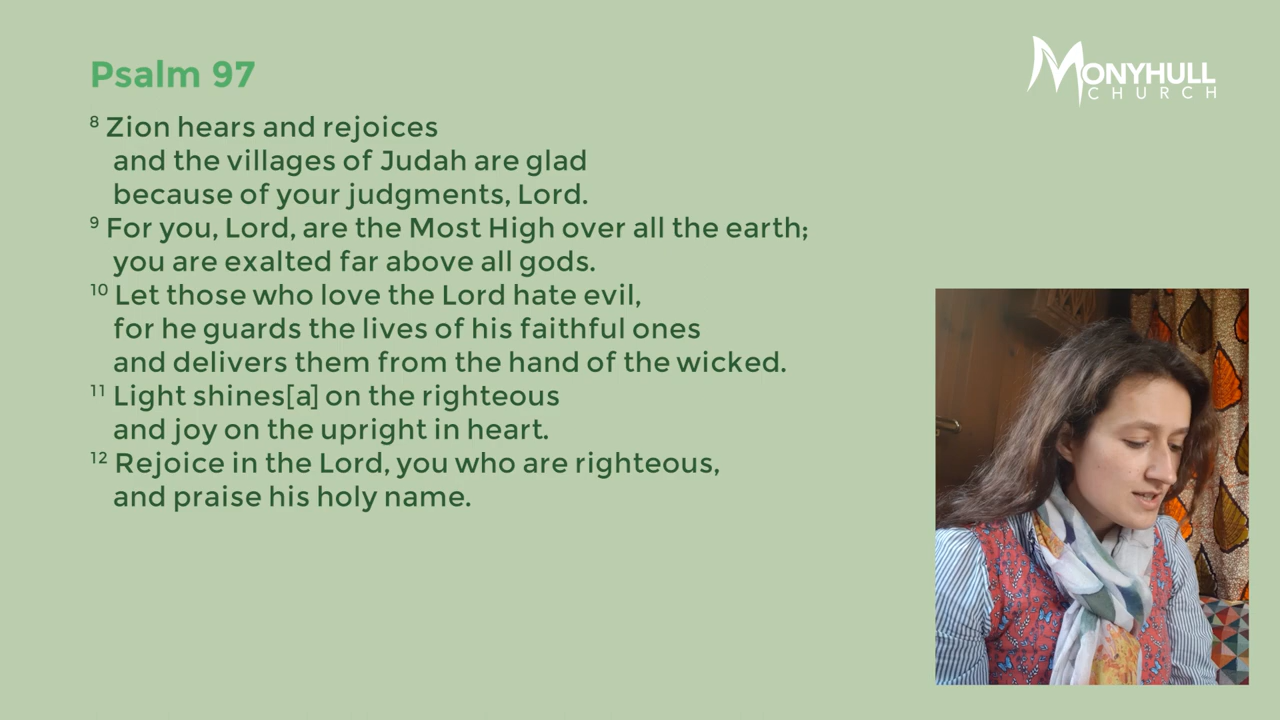 Psalm 97
MONYHULL
CHURCH
⁸ Zion hears and rejoices
and the villages of Judah are glad
because of your judgments, Lord.
⁹ For you, Lord, are the Most High over all the earth;
you are exalted far above all gods.
¹⁰ Let those who love the Lord hate evil,
for he guards the lives of his faithful ones
and delivers them from the hand of the wicked.
¹¹ Light shines[a] on the righteous
and joy on the upright in heart.
¹² Rejoice in the Lord, you who are righteous,
and praise his holy name.